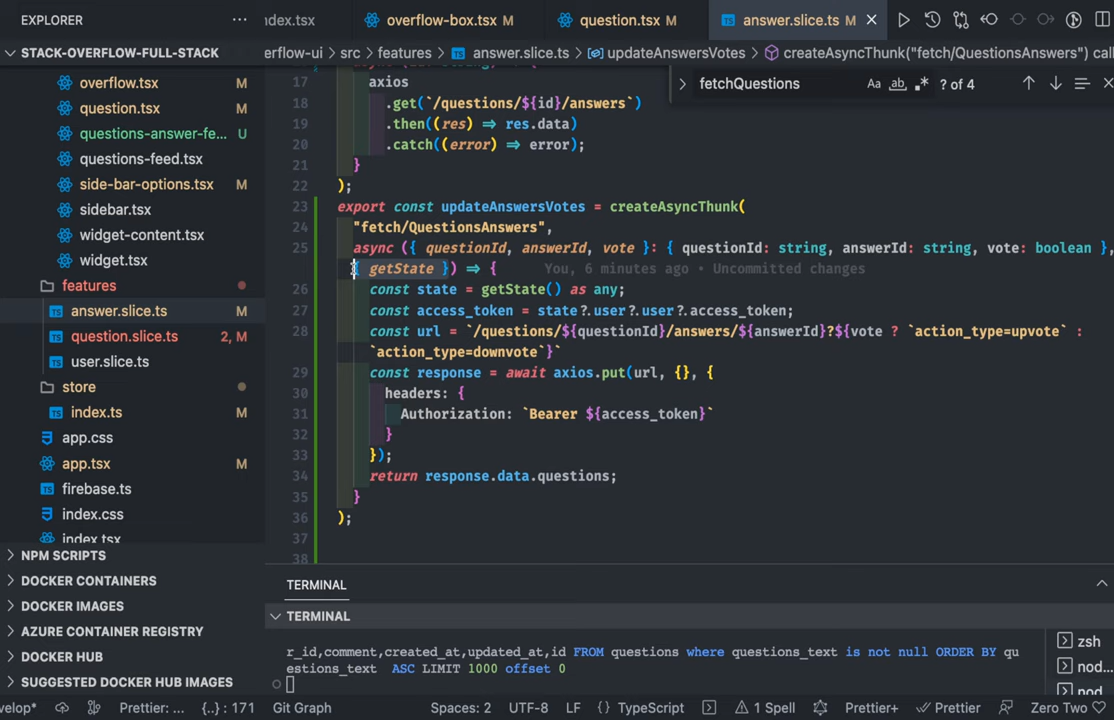 EXPLORER
···
index.tsx
overflow-box.tsx M
question.tsx M
answer.slice.ts M
STACK-OVERFLOW-FULL-STACK
erflow-ui > src > features > answer.slice.ts > updateAnswersVotes > createAsyncThunk("fetch/QuestionsAnswers") cal
fetchQuestions
Aa ab .*
? of 4
overflow.tsx M
question.tsx M
questions-answer-fe... U
questions-feed.tsx
side-bar-options.tsx M
sidebar.tsx
widget-content.tsx
widget.tsx
features
answer.slice.ts M
question.slice.ts 2, M
user.slice.ts
store
index.ts M
app.css
app.tsx M
firebase.ts
index.css
index.tsx
NPM SCRIPTS
DOCKER CONTAINERS
DOCKER IMAGES
AZURE CONTAINER REGISTRY
DOCKER HUB
SUGGESTED DOCKER HUB IMAGES
17 axios
18 .get(`/questions/${id}/answers`)
19 .then((res) => res.data)
20 .catch((error) => error);
21 }
22 );
23 export const updateAnswersVotes = createAsyncThunk(
24 "fetch/QuestionsAnswers",
25 async ({ questionId, answerId, vote }: { questionId: string, answerId: string, vote: boolean },
{ getState }) => { You, 6 minutes ago • Uncommitted changes
26 const state = getState() as any;
27 const access_token = state?.user?.user?.access_token;
28 const url = `/questions/${questionId}/answers/${answerId}?${vote ? `action_type=upvote` :
`action_type=downvote`}`
29 const response = await axios.put(url, {}, {
30 headers: {
31 Authorization: `Bearer ${access_token}`
32 }
33 });
34 return response.data.questions;
35 }
36 );
37
38
TERMINAL
TERMINAL
r_id,comment,created_at,updated_at,id FROM questions where questions_text is not null ORDER BY qu
estions_text ASC LIMIT 1000 offset 0
zsh
nod...
nod
velop*
Prettier: ...
{..} : 171
Git Graph
Spaces: 2
UTF-8
LF
{} TypeScript
1 Spell
Prettier+
Prettier
Zero Two